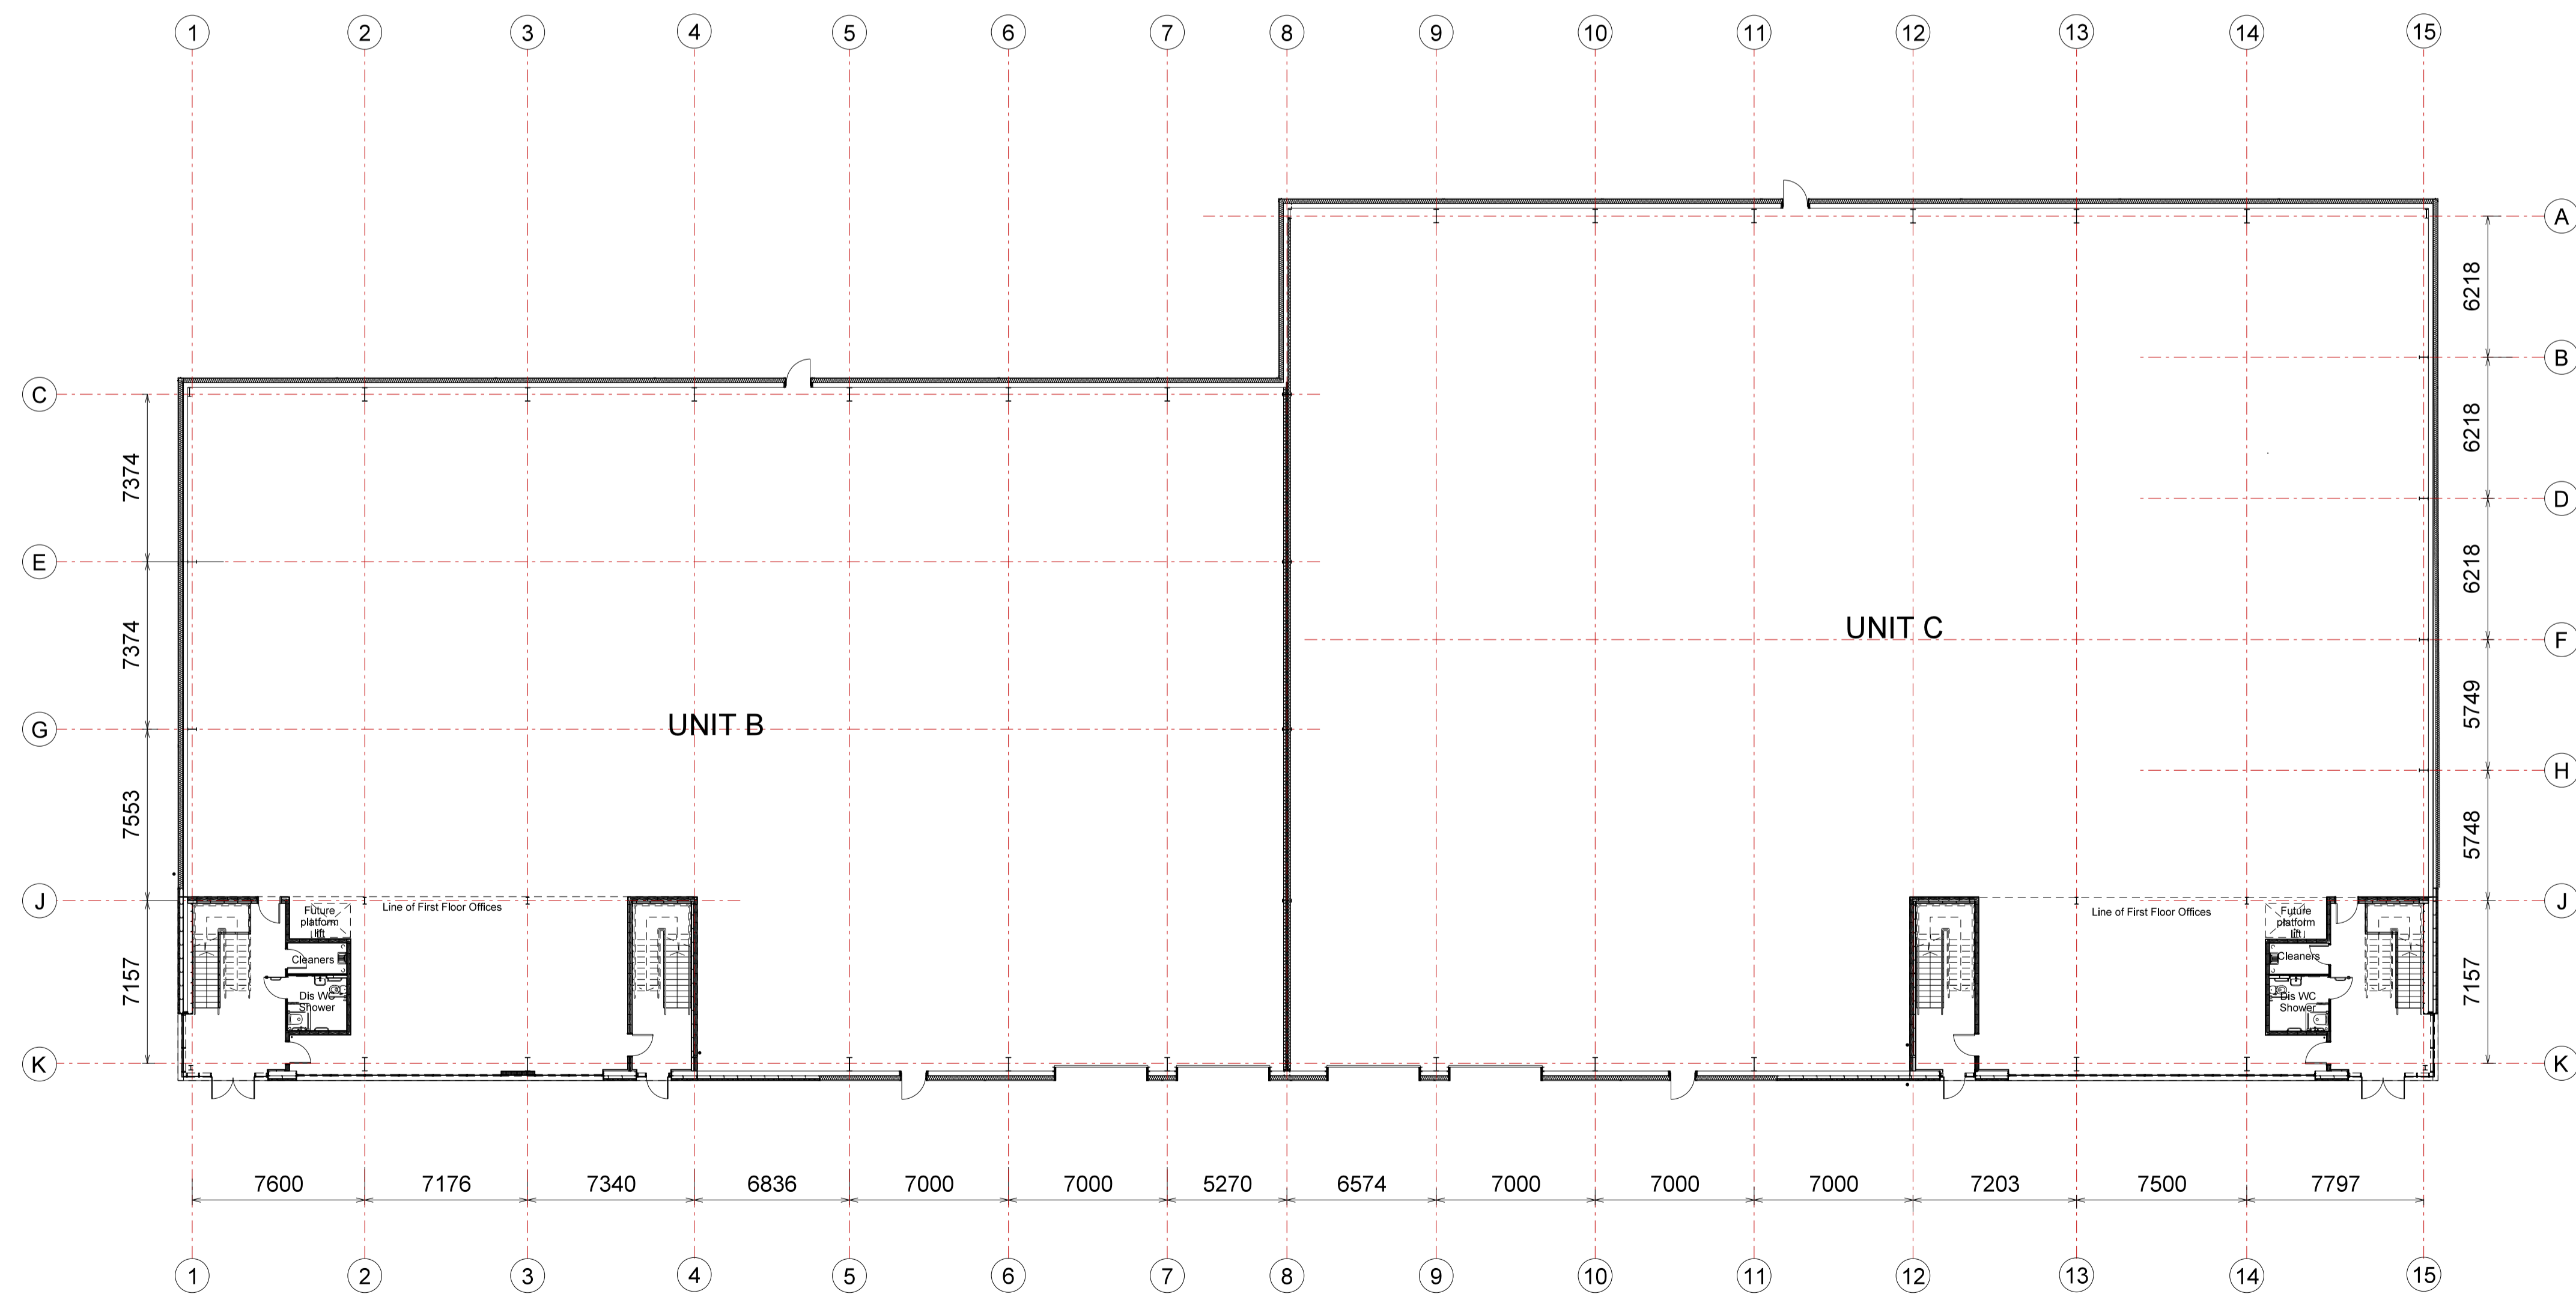 1 2 3 4 5 6 7 8 9 10 11 12 13 14 15
A
6218
B
C
6218
7374
D
E
6218
F
UNIT C
7374
5749
G
UNIT B
H
7553
5748
J
J
Line of First Floor Offices
Future
platform
lift
Line of First Floor Offices
Future
platform
lift
Cleaners
Cleaners
7157
7157
Dis WC
Shower
Dis WC
Shower
K
K
7600 7176 7340 6836 7000 7000 5270 6574 7000 7000 7000 7203 7500 7797
1 2 3 4 5 6 7 8 9 10 11 12 13 14 15